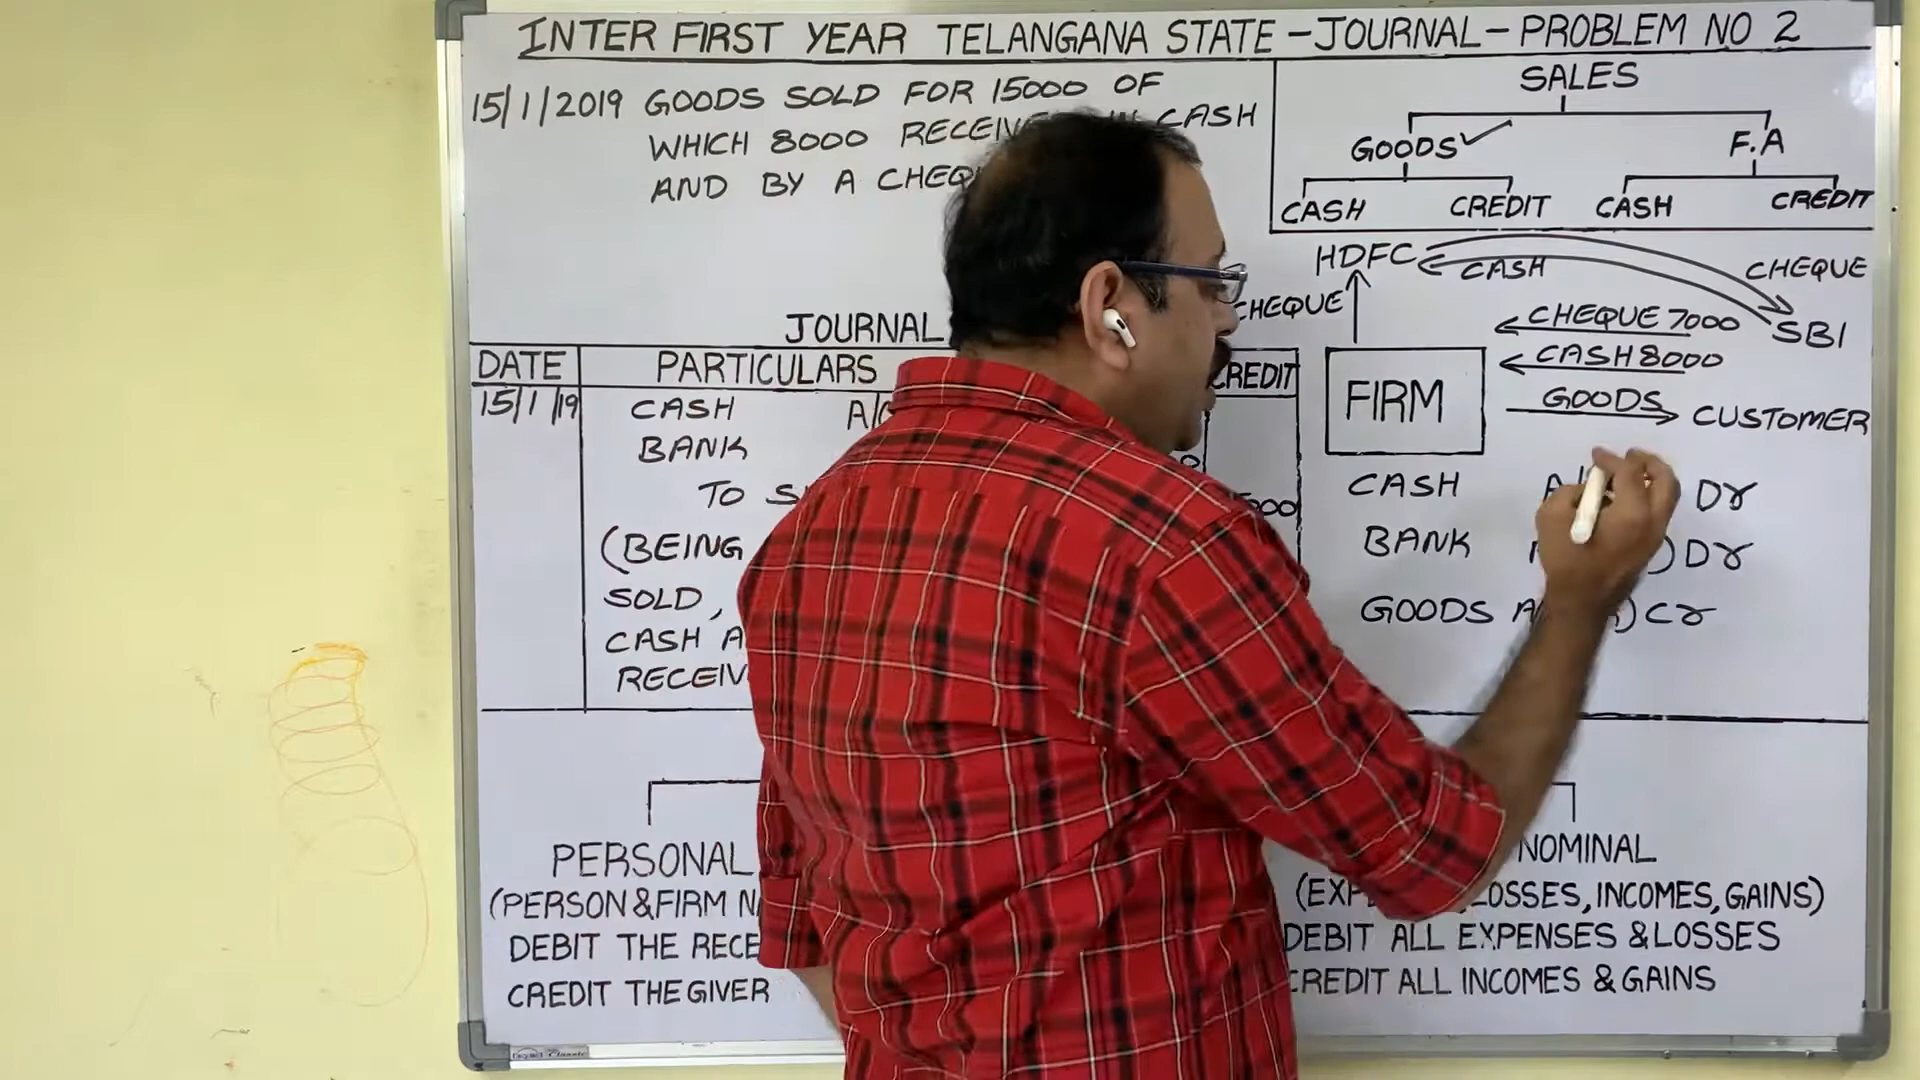 INTER FIRST YEAR TELANGANA STATE - JOURNAL - PROBLEM NO 2
15/1/2019 GOODS SOLD FOR 15000 OF
WHICH 8000 CASH
AND BY A
SALES
GOODS ✓ F.A
CASH CREDIT CASH CREDIT
HDFC CASH CHEQUE
CHEQUE
CHEQUE 7000
SBI
CASH 8000
FIRM
GOODS
CUSTOMER
CASH Dr
BANK ) Dr
GOODS ) Cr
JOURNAL
DATE PARTICULARS CREDIT
15/1/19 CASH
BANK
TO
(BEING
SOLD,
CASH
PERSONAL
(PERSON & FIRM
DEBIT THE
CREDIT THE GIVER
NOMINAL
LOSSES, INCOMES, GAINS)
DEBIT ALL EXPENSES & LOSSES
CREDIT ALL INCOMES & GAINS